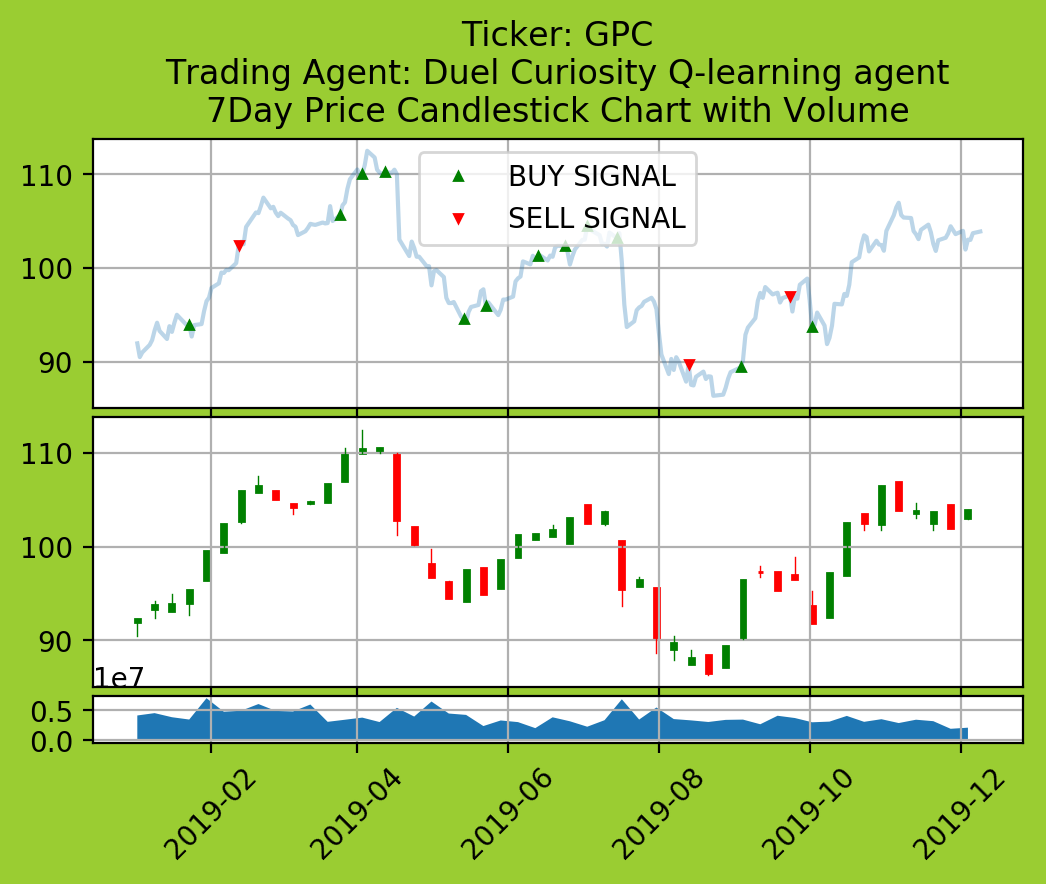 Ticker: GPC
Trading Agent: Duel Curiosity Q-learning agent
7Day Price Candlestick Chart with Volume
110
100
90
BUY SIGNAL
SELL SIGNAL
110
100
90
1e7
0.5
0.0
2019-02
2019-04
2019-06
2019-08
2019-10
2019-12